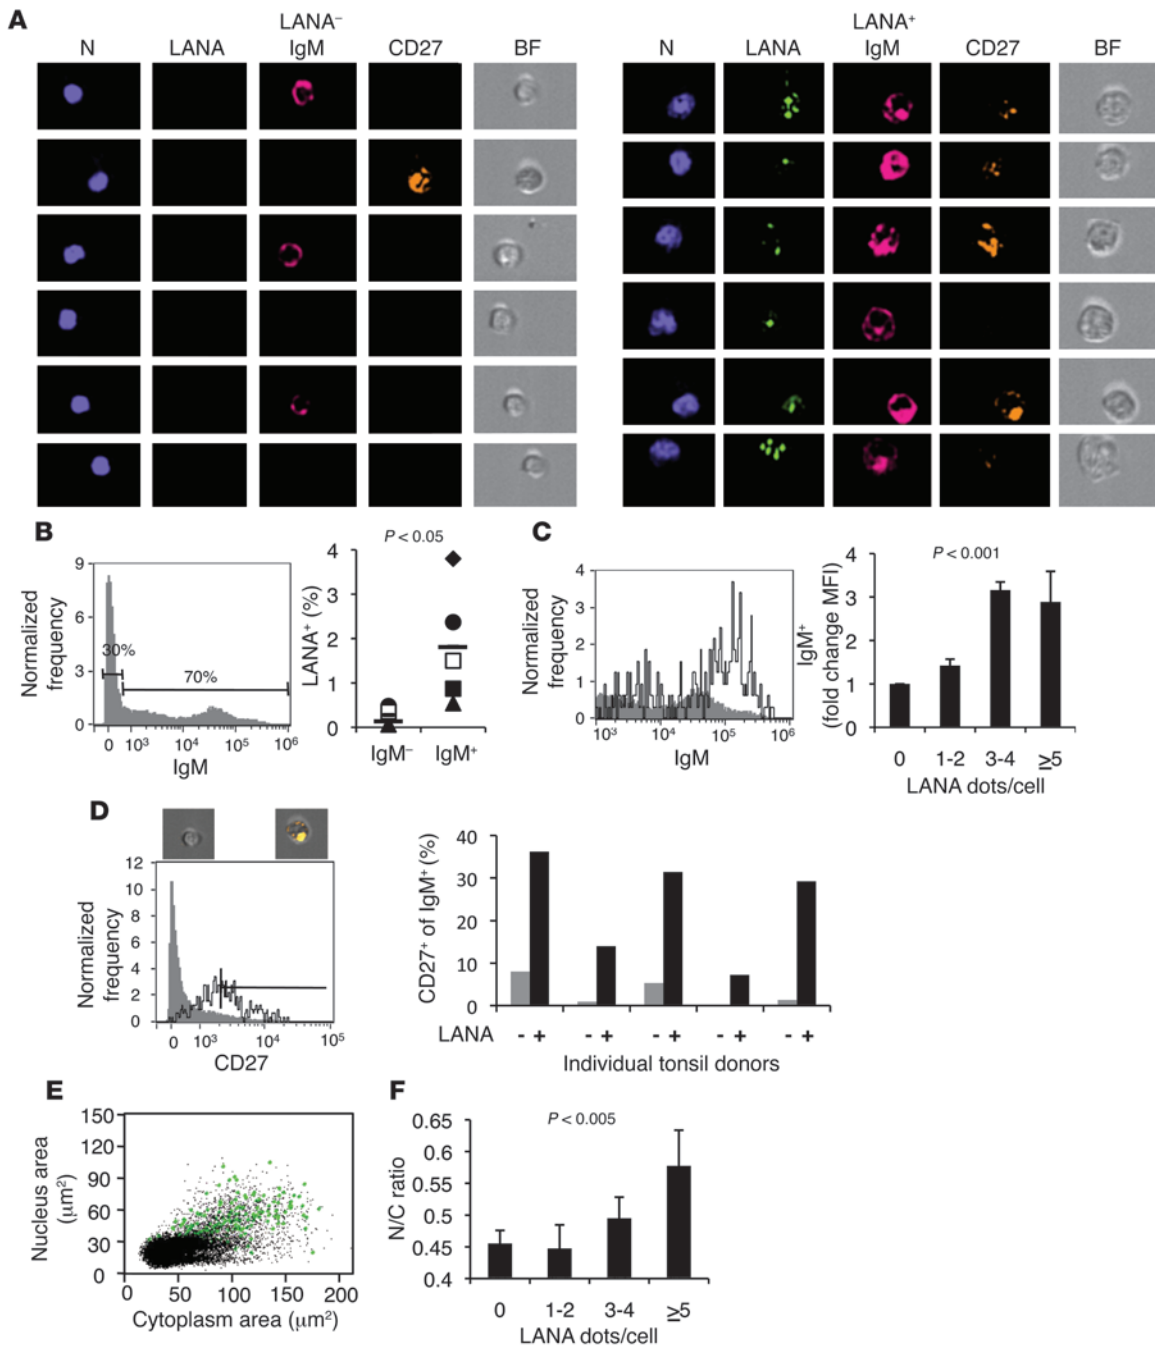 A
LANA–
N LANA IgM CD27 BF
LANA+
N LANA IgM CD27 BF
B
Normalized
frequency
9
6
3
0
30%
70%
0 10³ 10⁴ 10⁵ 10⁶
IgM
P < 0.05
LANA+ (%)
4
3
2
1
0
IgM– IgM+
C
Normalized
frequency
4
3
2
1
0
10³ 10⁴ 10⁵ 10⁶
IgM
P < 0.001
IgM+
(fold change MFI)
4
3
2
1
0
0 1-2 3-4 ≥5
LANA dots/cell
D
Normalized
frequency
12
10
8
6
4
2
0
0 10³ 10⁴ 10⁵
CD27
CD27+ of IgM+ (%)
40
30
20
10
0
LANA - + - + - + - + - +
Individual tonsil donors
E
Nucleus area
(μm²)
150
120
90
60
30
0
0 50 100 150 200
Cytoplasm area (μm²)
F
P < 0.005
N/C ratio
0.65
0.6
0.55
0.5
0.45
0.4
0 1-2 3-4 ≥5
LANA dots/cell